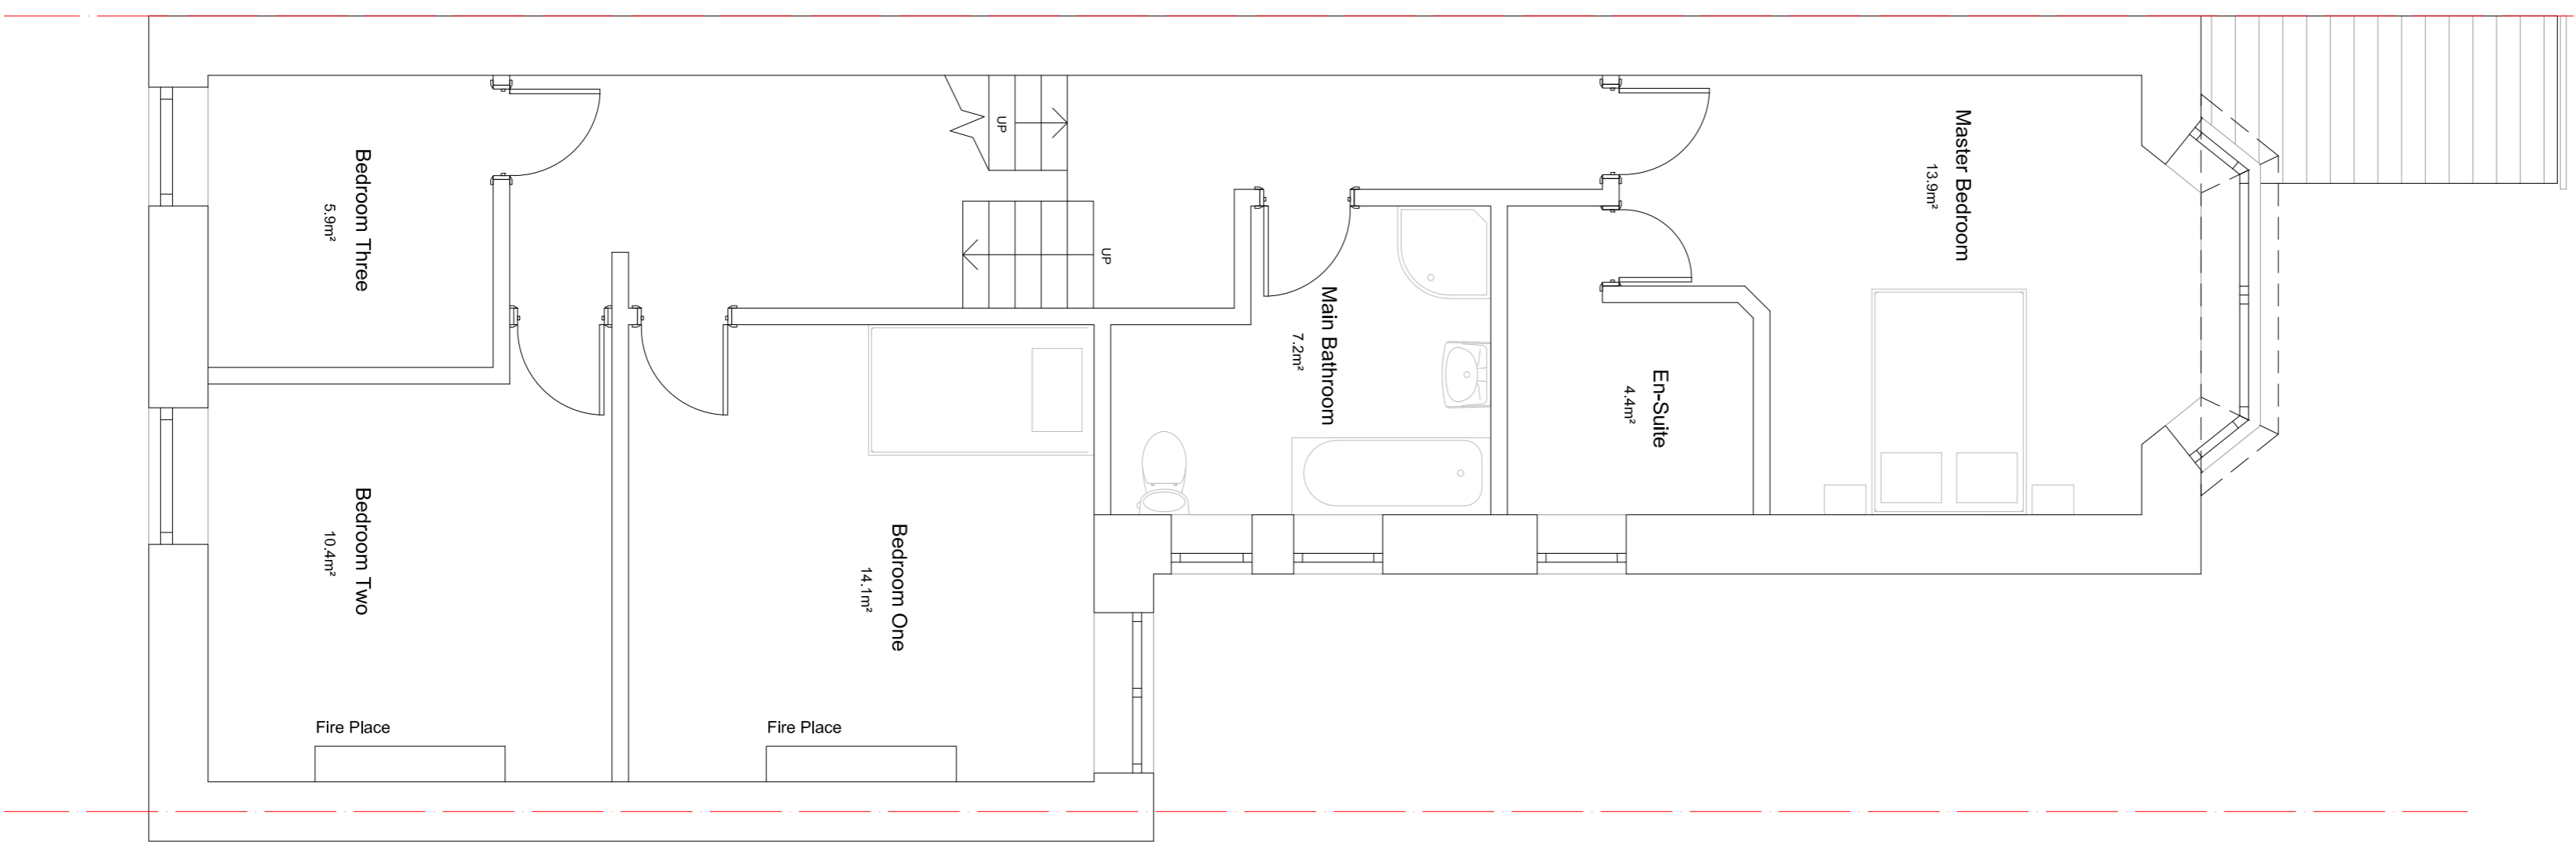 Bedroom Three
5.9m²
Bedroom Two
10.4m²
Fire Place
UP
UP
Bedroom One
14.1m²
Fire Place
Main Bathroom
7.2m²
En-Suite
4.4m²
Master Bedroom
13.9m²